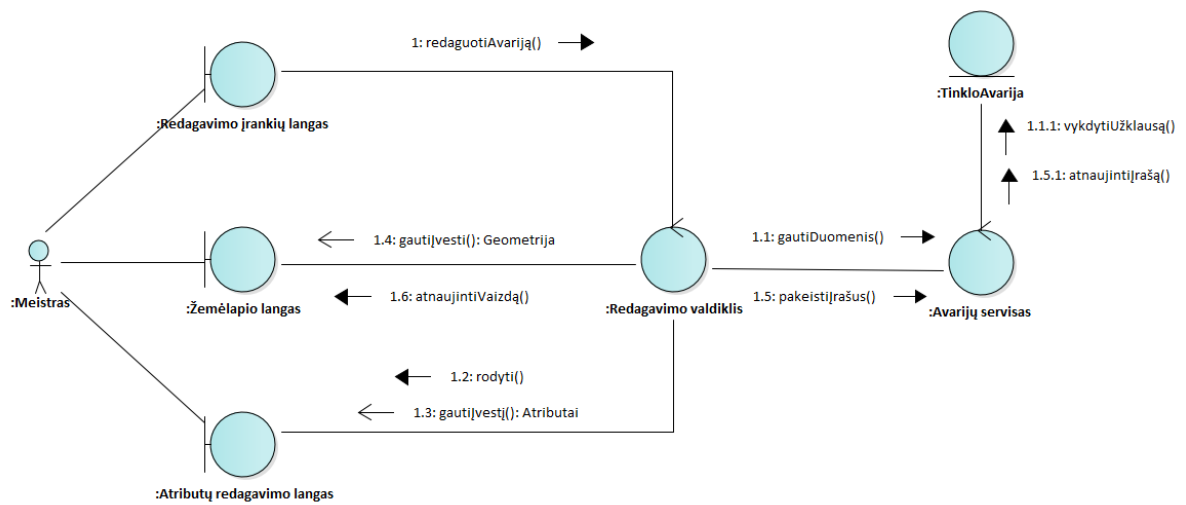 1: redaguotiAvariją()
:TinkloAvarija
:Redagavimo įrankių langas
1.1.1: vykdytiUžklausą()
1.5.1: atnaujintiĮrašą()
1.4: gautiĮvesti(): Geometrija
1.1: gautiDuomenis()
:Meistras
1.6: atnaujintiVaizdą()
1.5: pakeistiĮrašus()
:Žemėlapio langas
:Redagavimo valdiklis
:Avarijų servisas
1.2: rodyti()
1.3: gautiĮvestį(): Atributai
:Atributų redagavimo langas